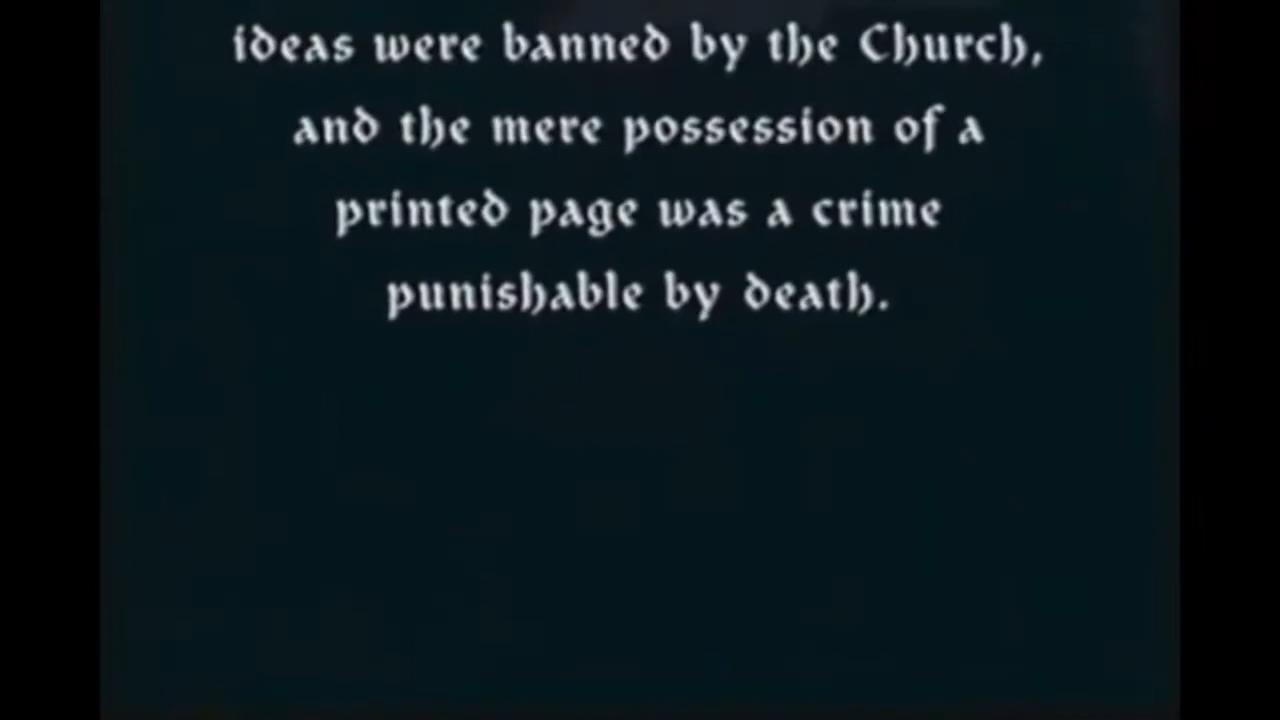 ideas were banned by the Church,
and the mere possession of a
printed page was a crime
punishable by death.